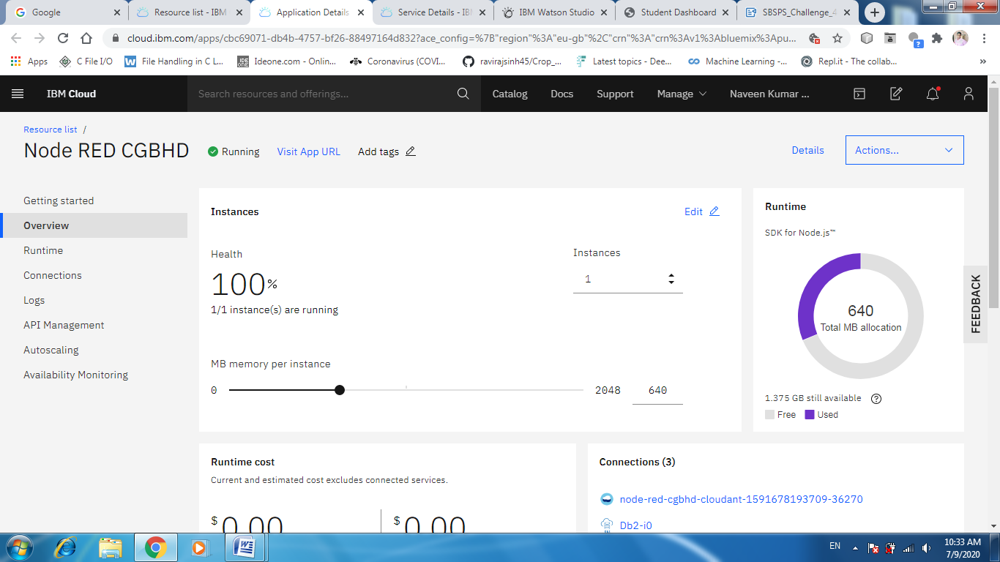 Google
Resource list - IBM
Application Details
Service Details - IBM
IBM Watson Studio
Student Dashboard
SBSPS_Challenge_4
cloud.ibm.com/apps/cbc69071-db4b-4757-bf26-88497164d832?ace_config=%7B"region"%3A"eu-gb"%2C"crn"%3A"crn%3Av1%3Abluemix%3Apu...
Apps
C File I/O
File Handling in C L...
Ideone.com - Onlin...
Coronavirus (COVI...
ravirajsinh45/Crop_...
Latest topics - Dee...
Machine Learning -...
Repl.it - The collab...
»
IBM Cloud
Search resources and offerings...
Catalog
Docs
Support
Manage
Naveen Kumar ...
Resource list /
Node RED CGBHD
Running
Visit App URL
Add tags
Details
Actions...
Getting started
Overview
Runtime
Connections
Logs
API Management
Autoscaling
Availability Monitoring
Instances
Edit
Health
100%
1/1 instance(s) are running
Instances
1
MB memory per instance
0
2048
640
Runtime
SDK for Node.js™
640
Total MB allocation
1.375 GB still available
Free
Used
FEEDBACK
Runtime cost
Current and estimated cost excludes connected services.
$0.00
$0.00
Connections (3)
node-red-cgbhd-cloudant-1591678193709-36270
Db2-i0
EN
10:33 AM
7/9/2020